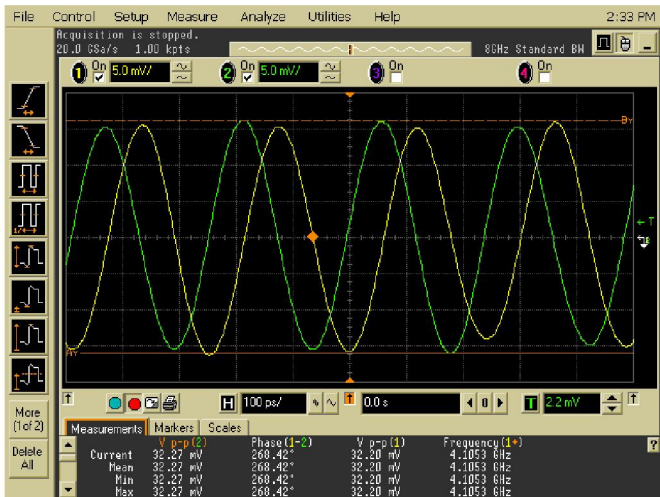 File Control Setup Measure Analyze Utilities Help 2:33 PM
Acquisition is stopped.
20.0 GSa/s 1.00 kpts 8GHz Standard BW
1 On 5.0 mV/ 2 On 5.0 mV/ 3 On 4 On
By
T
Ay
More
(1 of 2)
Delete
All
H 100 ps/ 0.0 s 0 T 2.2 mV
Measurements Markers Scales
V p-p(2) Phase(1-2) V p-p(1) Frequency(1+) ?
Current 32.27 mV 268.42° 32.20 mV 4.1053 GHz
Mean 32.27 mV 268.42° 32.20 mV 4.1053 GHz
Min 32.27 mV 268.42° 32.20 mV 4.1053 GHz
Max 32.27 mV 268.42° 32.20 mV 4.1053 GHz